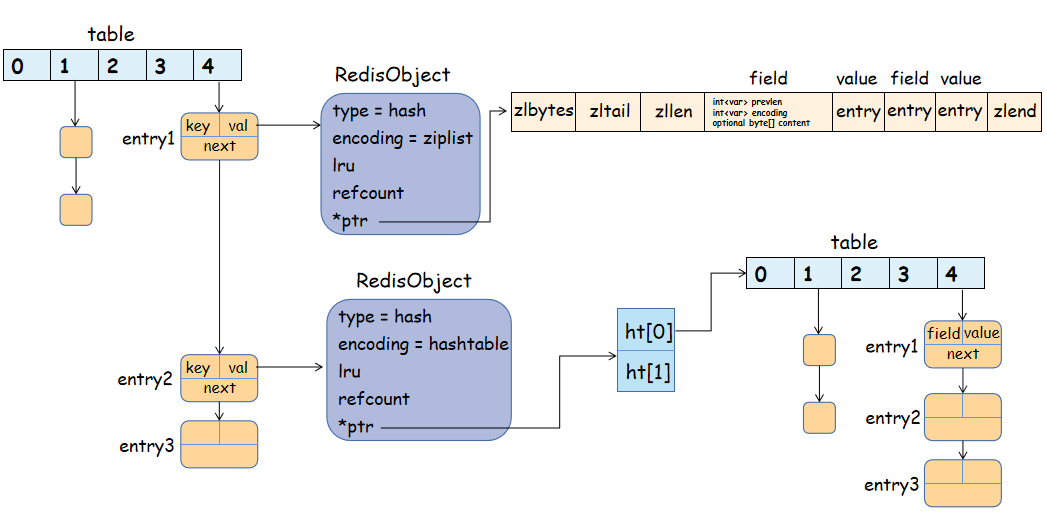 table
0 1 2 3 4
entry1
key val
next
RedisObject
type = hash
encoding = ziplist
lru
refcount
*ptr
field value field value
zlbytes zltail zllen
int<var> prevlen
int<var> encoding
optional byte[] content
entry entry entry zlend
entry2
key val
next
entry3
RedisObject
type = hash
encoding = hashtable
lru
refcount
*ptr
ht[0]
ht[1]
table
0 1 2 3 4
entry1
field value
next
entry2
entry3